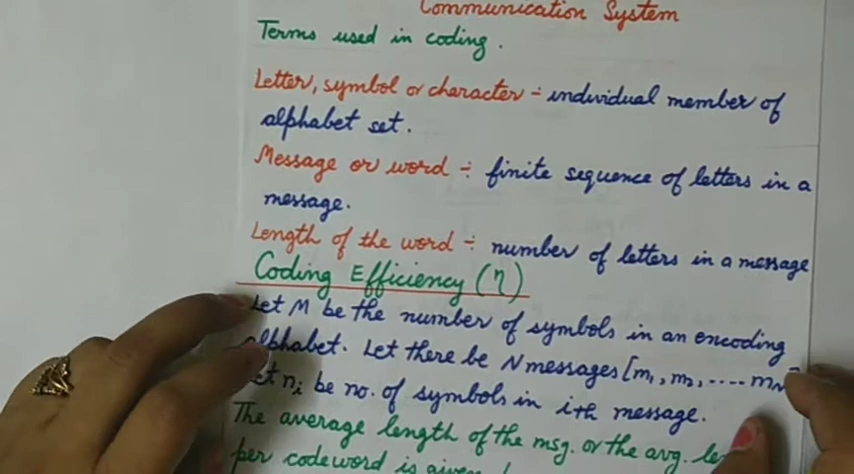 Communication System
Terms used in coding.
Letter, symbol or character ÷ individual member of
alphabet set.
Message or word ÷ finite sequence of letters in a
message.
Length of the word ÷ number of letters in a message
Coding Efficiency (η)
Let M be the number of symbols in an encoding
alphabet. Let there be N messages [m₁, m₂, .... m
Let nᵢ be no. of symbols in ith message.
The average length of the msg. or the avg.
per codeword is given